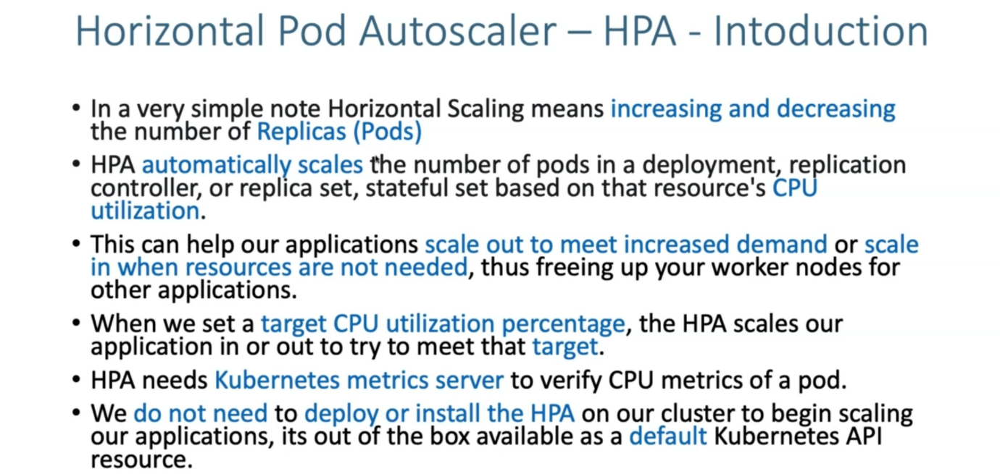 Horizontal Pod Autoscaler – HPA - Intoduction
• In a very simple note Horizontal Scaling means increasing and decreasing
the number of Replicas (Pods)
• HPA automatically scales the number of pods in a deployment, replication
controller, or replica set, stateful set based on that resource's CPU
utilization.
• This can help our applications scale out to meet increased demand or scale
in when resources are not needed, thus freeing up your worker nodes for
other applications.
• When we set a target CPU utilization percentage, the HPA scales our
application in or out to try to meet that target.
• HPA needs Kubernetes metrics server to verify CPU metrics of a pod.
• We do not need to deploy or install the HPA on our cluster to begin scaling
our applications, its out of the box available as a default Kubernetes API
resource.